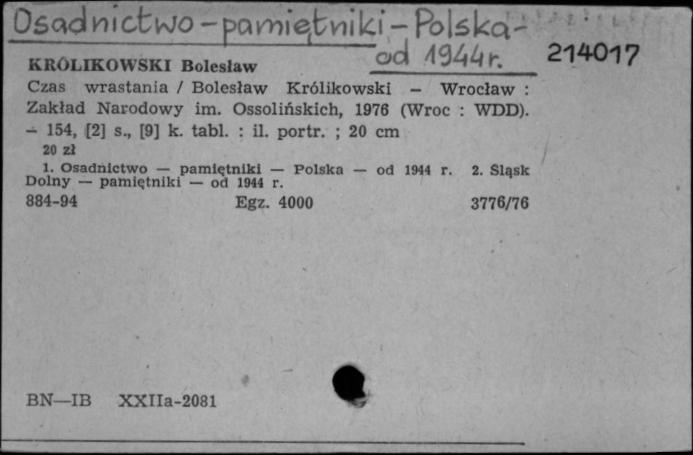 Osadnictwo - pamiętniki - Polska -
od 1944 r.
214017
KRÓLIKOWSKI Bolesław
Czas wrastania / Bolesław Królikowski — Wrocław :
Zakład Narodowy im. Ossolińskich, 1976 (Wroc : WDD).
— 154, [2] s., [9] k. tabl. : il. portr. ; 20 cm
20 zł
1. Osadnictwo — pamiętniki — Polska — od 1944 r. 2. Śląsk
Dolny — pamiętniki — od 1944 r.
884-94 Egz. 4000 3776/76
BN—IB XXIIa-2081